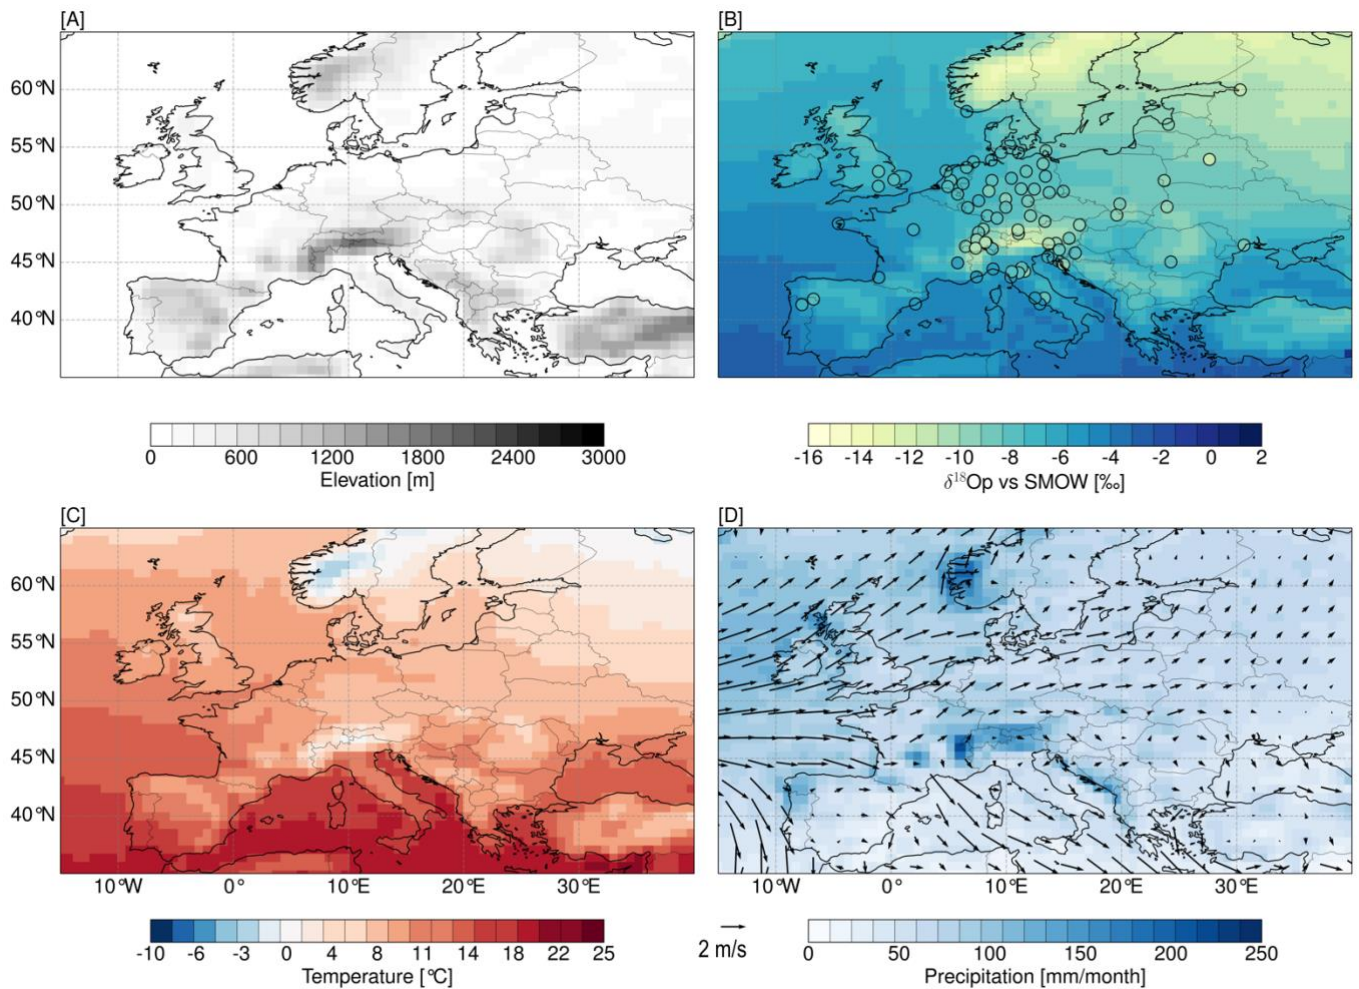 [A] [B]
60°N
55°N
50°N
45°N
40°N
0 600 1200 1800 2400 3000
Elevation [m]
-16 -14 -12 -10 -8 -6 -4 -2 0 2
δ¹⁸Op vs SMOW [‰]
[C] [D]
60°N
55°N
50°N
45°N
40°N
10°W 0° 10°E 20°E 30°E
10°W 0° 10°E 20°E 30°E
-10 -6 -3 0 4 8 11 14 18 22 25
Temperature [°C]
2 m/s
0 50 100 150 200 250
Precipitation [mm/month]